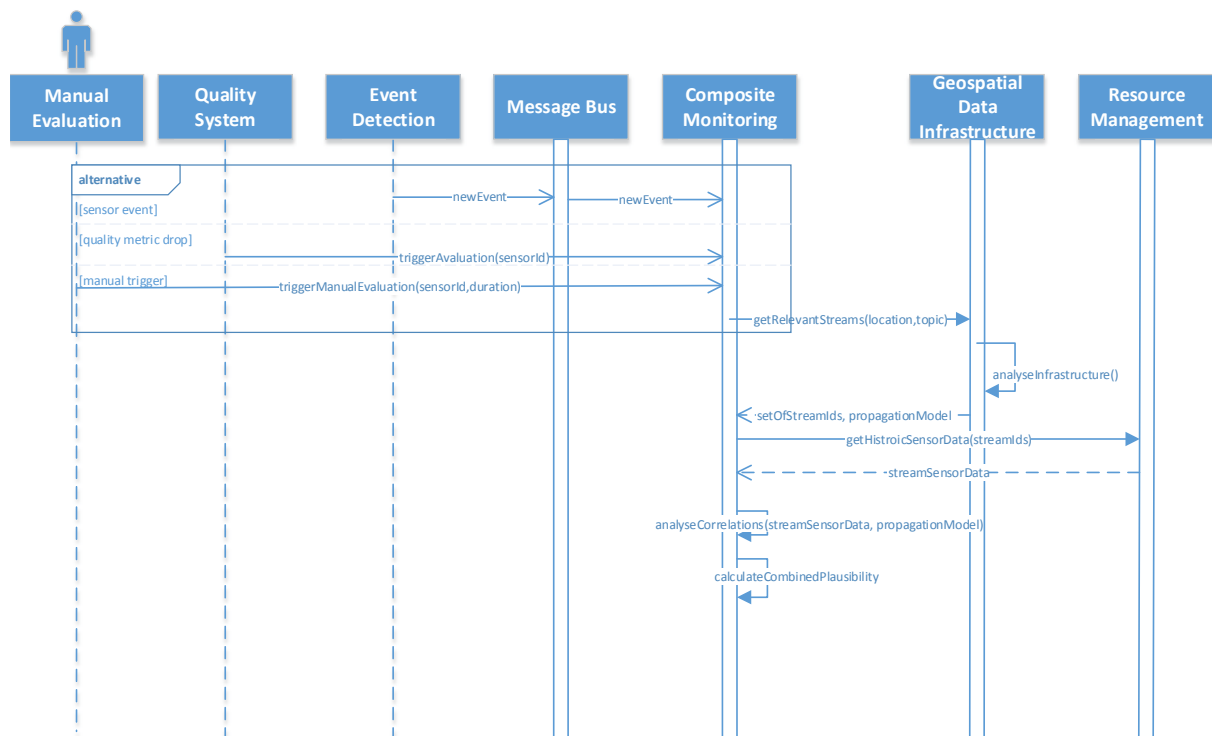 Manual
Evaluation
Quality
System
Event
Detection
Message Bus
Composite
Monitoring
Geospatial
Data
Infrastructure
Resource
Management
alternative
newEvent
newEvent
[sensor event]
[quality metric drop]
triggerAvaluation(sensorId)
[manual trigger]
triggerManualEvaluation(sensorId,duration)
getRelevantStreams(location,topic)
analyseInfrastructure()
setOfStreamIds, propagationModel
getHistroicSensorData(streamIds)
streamSensorData
analyseCorrelations(streamSensorData, propagationModel)
calculateCombinedPlausibility